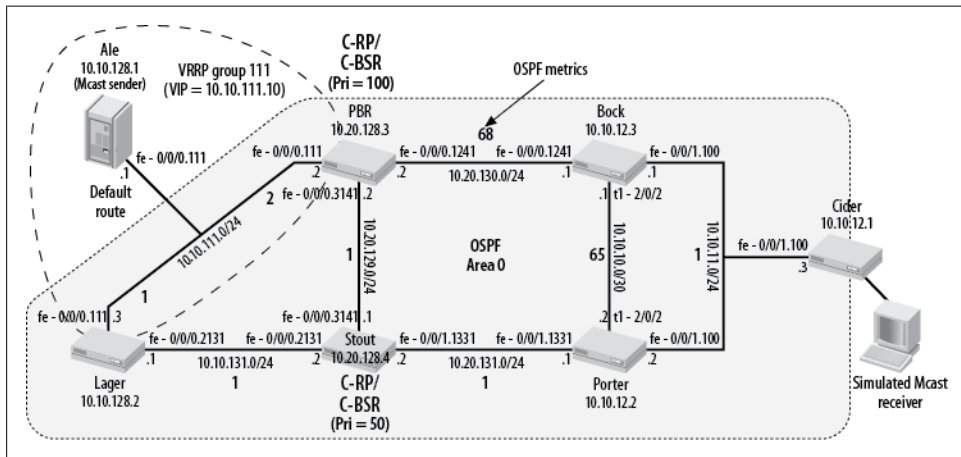 C-RP/
C-BSR
(Pri = 100)
Ale
10.10.128.1
(Mcast sender)
VRRP group 111
(VIP = 10.10.111.10)
OSPF metrics
PBR
10.20.128.3
Bock
10.10.12.3
68
fe - 0/0/0.111
.1
Default
route
fe - 0/0/0.111
.2
2
fe - 0/0/0.3141
.2
fe - 0/0/0.1241
.2
fe - 0/0/0.1241
.1
10.20.130.0/24
fe - 0/0/1.100
.1
.1
t1 - 2/0/2
10.10.111.0/24
1
1
10.20.129.0/24
OSPF
Area 0
65
10.10.10.0/30
1
10.10.11.0/24
Cider
10.10.12.1
fe - 0/0/1.100
.3
fe - 0/0/0.111
.3
fe - 0/0/0.3141
.1
.2
t1 - 2/0/2
fe - 0/0/0.2131
.1
fe - 0/0/0.2131
.2
10.10.131.0/24
1
Stout
10.20.128.4
fe - 0/0/1.1331
.2
fe - 0/0/1.1331
.1
10.20.131.0/24
1
fe - 0/0/1.100
.2
Lager
10.10.128.2
C-RP/
C-BSR
(Pri = 50)
Porter
10.10.12.2
Simulated Mcast
receiver